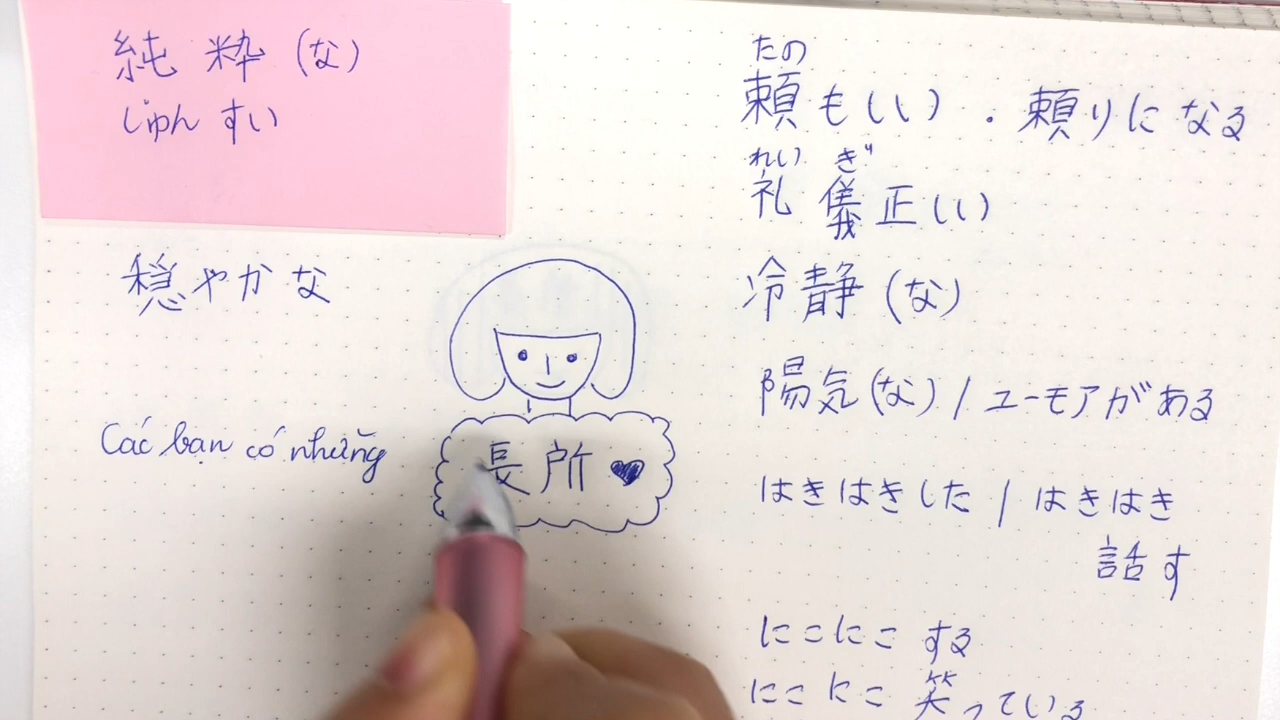 純粋(な)
じゅんすい
穏やかな
Các bạn có những
長所
たの
頼もしい . 頼りになる
れい ぎ
礼儀正しい
冷静(な)
陽気(な) / ユーモアがある
はきはきした / はきはき
話す
にこにこする
にこにこ笑っている